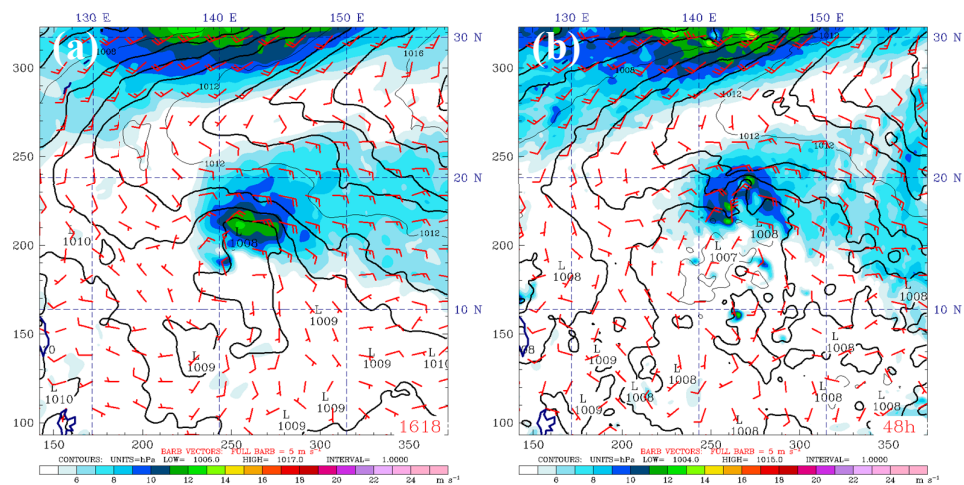 130 E 140 E 150 E
130 E 140 E 150 E
(a)
(b)
1008
1016
1012
1012
1012
1010
L
1008
L
1009
L
1009
L
1009
L
1010
L
1009
L
1009
300
250
200
150
100
150 200 250 300 350
1618
1008
1012
1012
L
1007
L
1008
L
1008
L
1008
L
1008
L
1009
L
1008
L
1008
L
1009
L
1008
L
1008
L
1008
300
250
200
150
100
150 200 250 300 350
48h
30 N
20 N
10 N
30 N
20 N
10 N
BARB VECTORS: FULL BARB = 5 m s⁻¹
CONTOURS: UNITS=hPa LOW= 1006.0 HIGH= 1017.0 INTERVAL= 1.0000
6 8 10 12 14 16 18 20 22 24 m s⁻¹
BARB VECTORS: FULL BARB = 5 m s⁻¹
CONTOURS: UNITS=hPa LOW= 1004.0 HIGH= 1015.0 INTERVAL= 1.0000
6 8 10 12 14 16 18 20 22 24 m s⁻¹